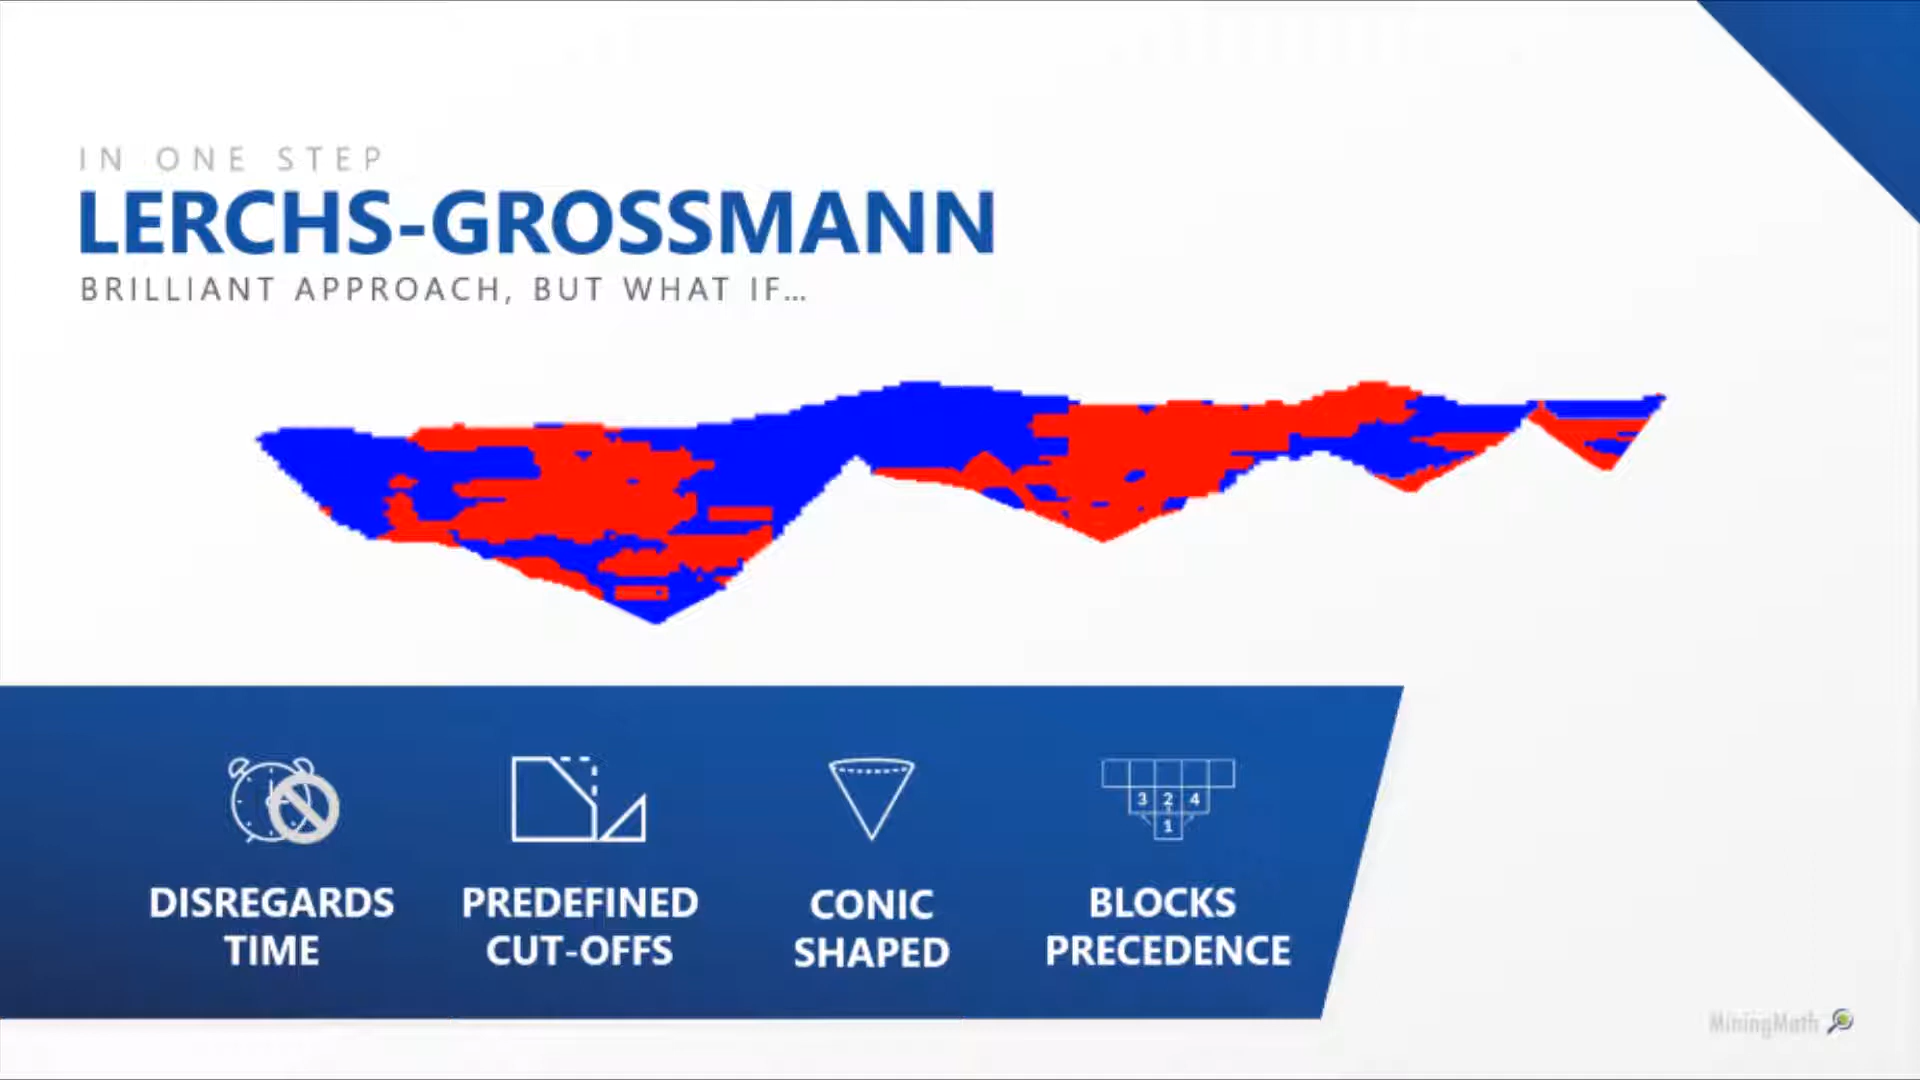 IN ONE STEP
LERCHS-GROSSMANN
BRILLIANT APPROACH, BUT WHAT IF...
3 2 4
1
DISREGARDS
TIME
PREDEFINED
CUT-OFFS
CONIC
SHAPED
BLOCKS
PRECEDENCE
MiningMath